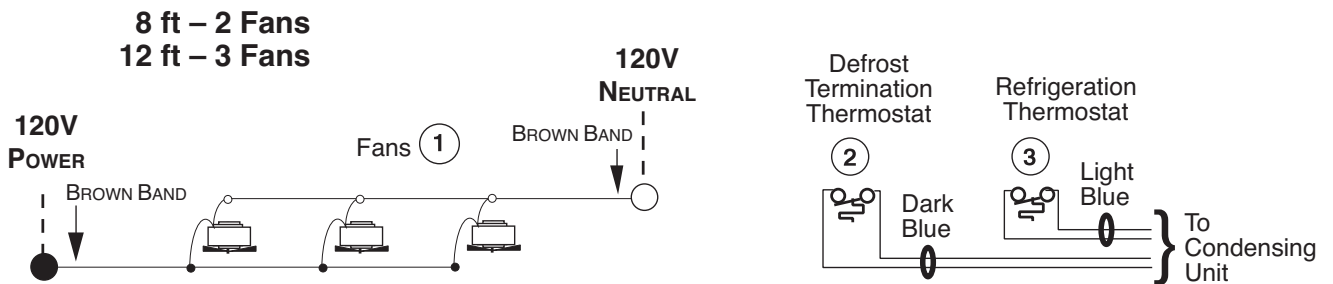 8 ft – 2 Fans
12 ft – 3 Fans
120V
POWER
BROWN BAND
Fans 1
BROWN BAND
120V
NEUTRAL
Defrost
Termination
Thermostat
2
Dark
Blue
Refrigeration
Thermostat
3
Light
Blue
To
Condensing
Unit